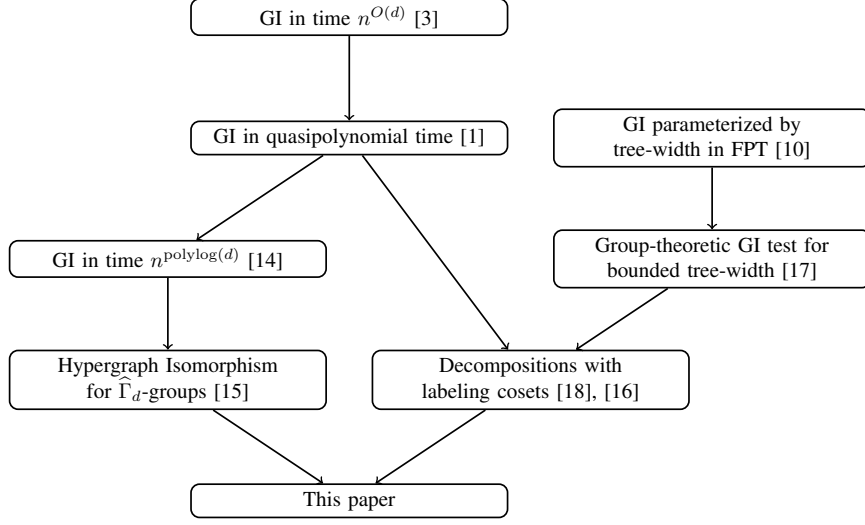 GI in time n^{O(d)} [3]
GI in quasipolynomial time [1]
GI parameterized by
tree-width in FPT [10]
GI in time n^{polylog(d)} [14]
Group-theoretic GI test for
bounded tree-width [17]
Hypergraph Isomorphism
for \widehat{Γ}_d-groups [15]
Decompositions with
labeling cosets [18], [16]
This paper